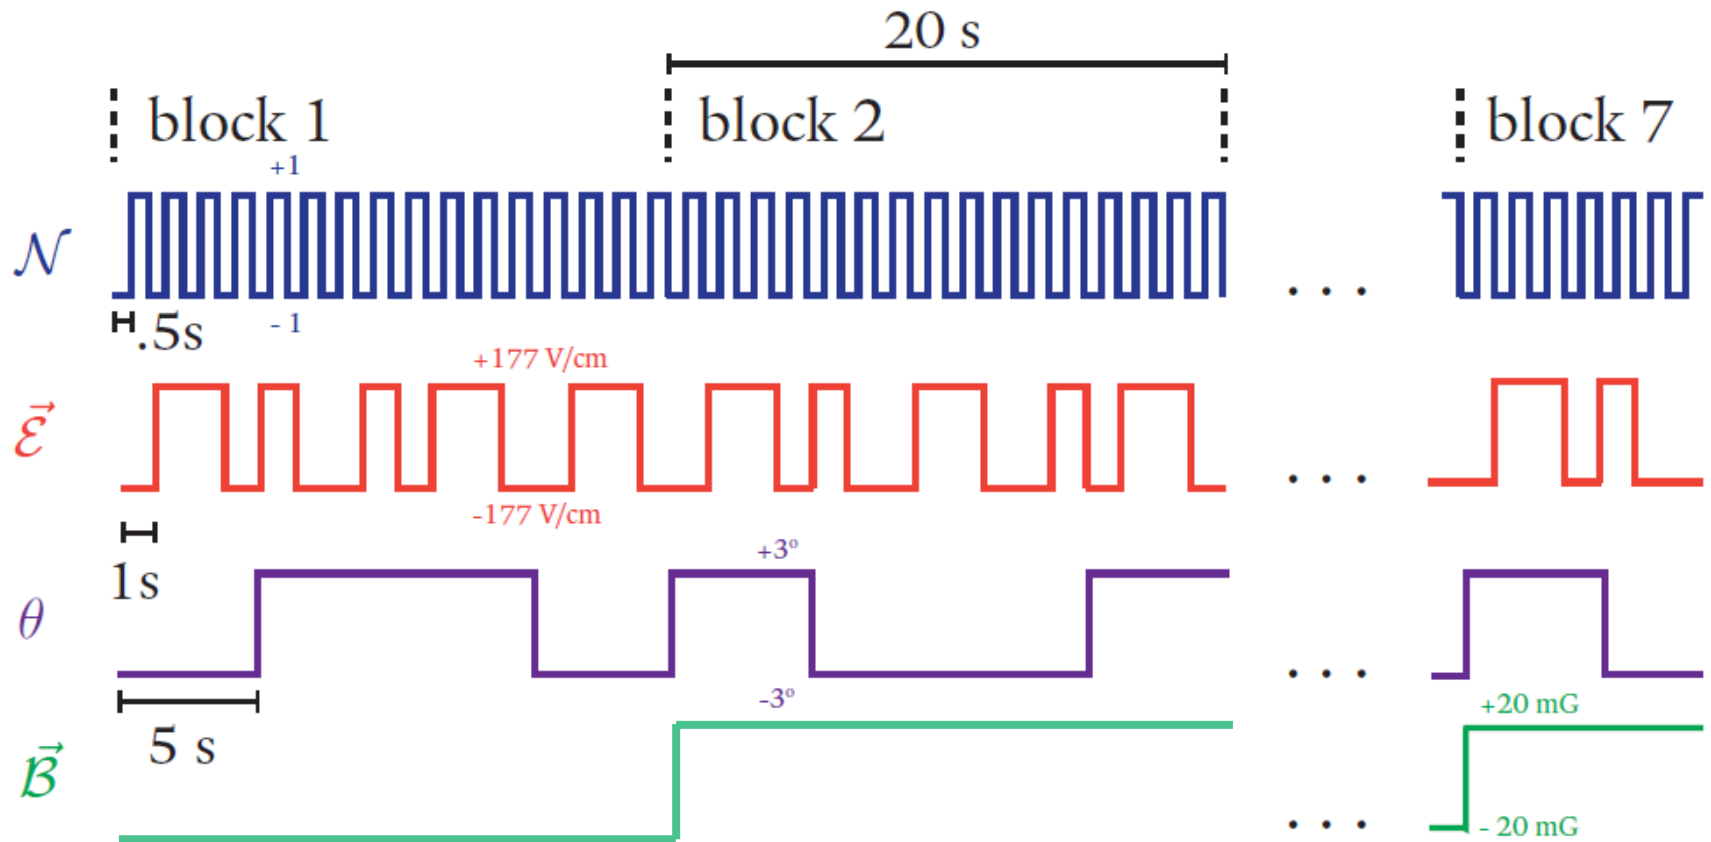 20 s
block 1
block 2
block 7
+1
N
- 1
.5s
. . .
+177 V/cm
ℰ⃗
-177 V/cm
. . .
1s
+3°
θ
-3°
. . .
5 s
+20 mG
ℬ⃗
- 20 mG
. . .